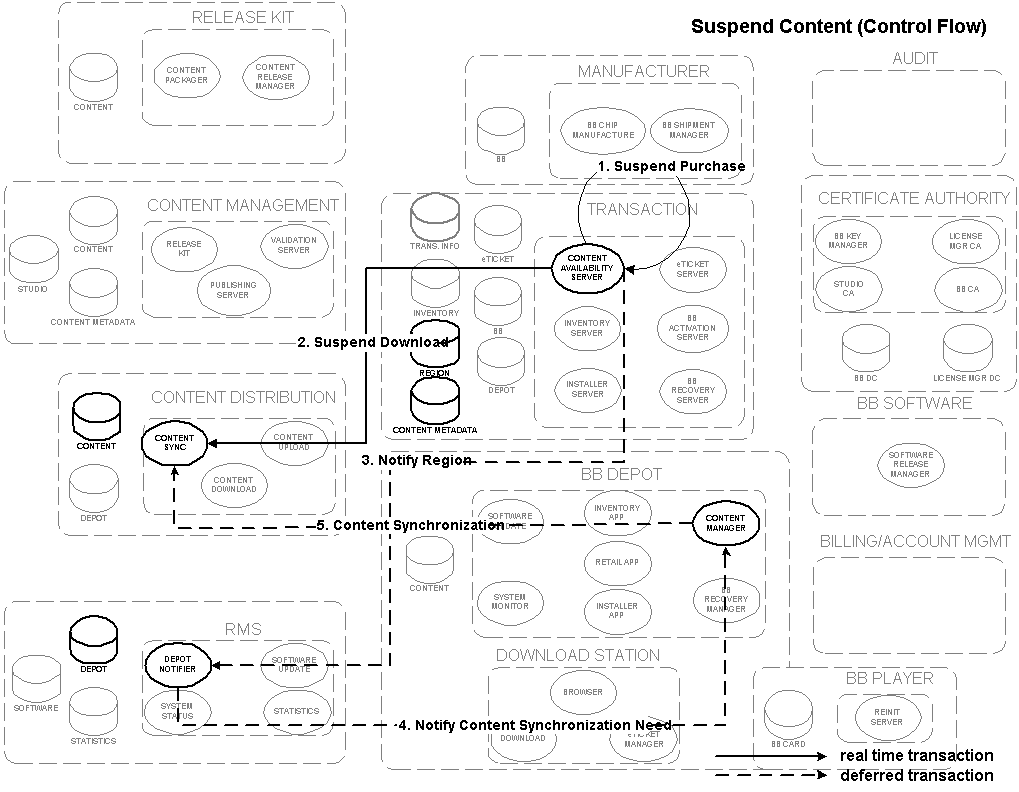 Suspend Content (Control Flow)
RELEASE KIT
CONTENT
CONTENT
PACKAGER
CONTENT
RELEASE
MANAGER
MANUFACTURER
BB
BB CHIP
MANUFACTURE
BB SHIPMENT
MANAGER
AUDIT
1. Suspend Purchase
CONTENT MANAGEMENT
STUDIO
CONTENT
CONTENT METADATA
RELEASE
KIT
VALIDATION
SERVER
PUBLISHING
SERVER
TRANSACTION
TRANS. INFO
eTICKET
INVENTORY
BB
REGION
DEPOT
CONTENT METADATA
CONTENT
AVAILABILITY
SERVER
eTICKET
SERVER
INVENTORY
SERVER
BB
ACTIVATION
SERVER
INSTALLER
SERVER
BB
RECOVERY
SERVER
CERTIFICATE AUTHORITY
BB KEY
MANAGER
LICENSE
MGR CA
STUDIO
CA
BB CA
BB DC
LICENSE MGR DC
2. Suspend Download
CONTENT DISTRIBUTION
CONTENT
DEPOT
CONTENT
SYNC
CONTENT
UPLOAD
CONTENT
DOWNLOAD
BB SOFTWARE
SOFTWARE
RELEASE
MANAGER
3. Notify Region
BB DEPOT
CONTENT
SOFTWARE
UPDATE
INVENTORY
APP
CONTENT
MANAGER
RETAIL APP
SYSTEM
MONITOR
INSTALLER
APP
BB
RECOVERY
MANAGER
5. Content Synchronization
BILLING/ACCOUNT MGMT
RMS
SOFTWARE
DEPOT
STATISTICS
DEPOT
NOTIFIER
SOFTWARE
UPDATE
SYSTEM
STATUS
STATISTICS
DOWNLOAD STATION
BROWSER
DOWNLOAD
eTICKET
MANAGER
4. Notify Content Synchronization Need
BB PLAYER
BB CARD
REINIT
SERVER
real time transaction
deferred transaction